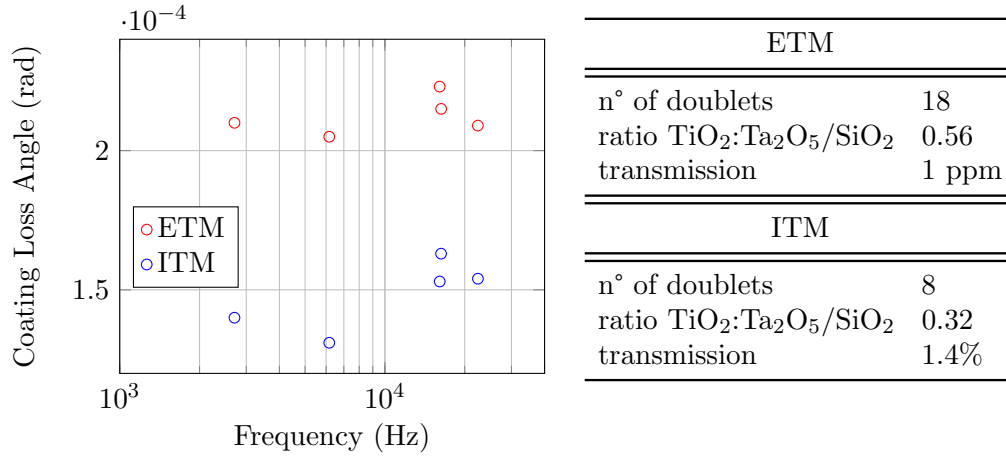 ·10⁻⁴
Coating Loss Angle (rad)
2
1.5
10³
10⁴
Frequency (Hz)
ETM
ITM
ETM
n° of doublets 18
ratio TiO₂:Ta₂O₅/SiO₂ 0.56
transmission 1 ppm
ITM
n° of doublets 8
ratio TiO₂:Ta₂O₅/SiO₂ 0.32
transmission 1.4%